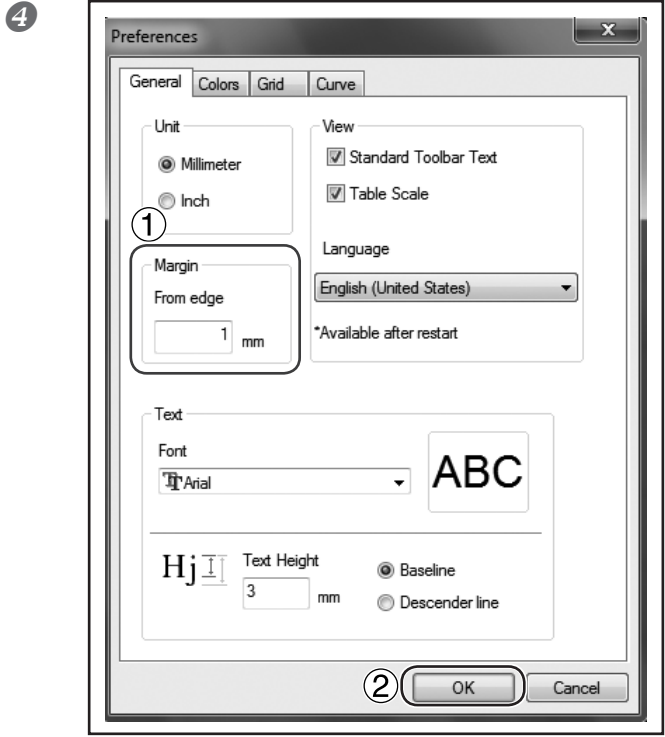 4
Preferences
x
General Colors Grid Curve
Unit
Millimeter
Inch
View
Standard Toolbar Text
Table Scale
1
Margin
From edge
1 mm
Language
English (United States)
*Available after restart
Text
Font
TT Arial
ABC
Hj
Text Height
3 mm
Baseline
Descender line
2
OK Cancel